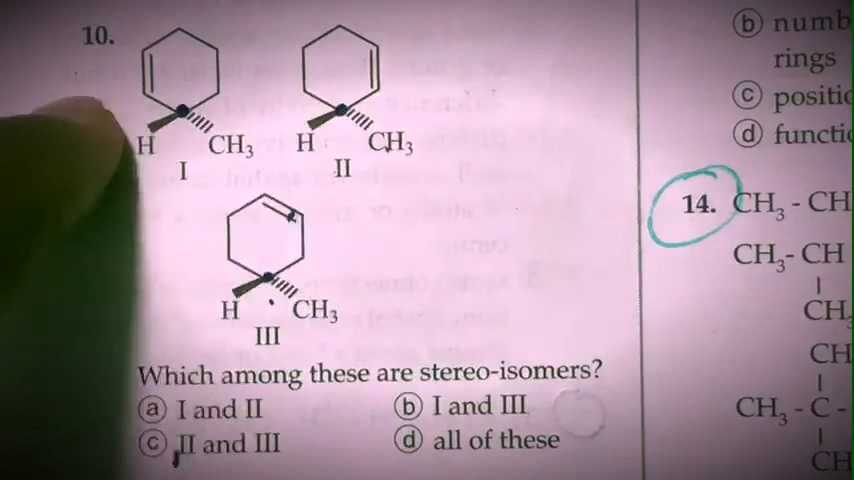 10.
H CH₃ H CH₃
I II
H CH₃
III
Which among these are stereo-isomers?
ⓐ I and II ⓑ I and III
ⓒ II and III ⓓ all of these
ⓑ numb
rings
ⓒ positic
ⓓ functi
14. CH₃ - CH
CH₃- CH
CH
CH
CH₃ - C -
CH